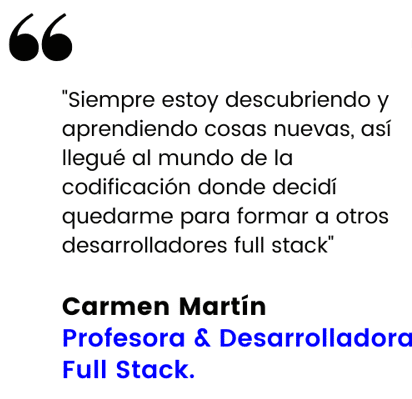 “
"Siempre estoy descubriendo y
aprendiendo cosas nuevas, así
llegué al mundo de la
codificación donde decidí
quedarme para formar a otros
desarrolladores full stack"
Carmen Martín
Profesora & Desarrolladora
Full Stack.